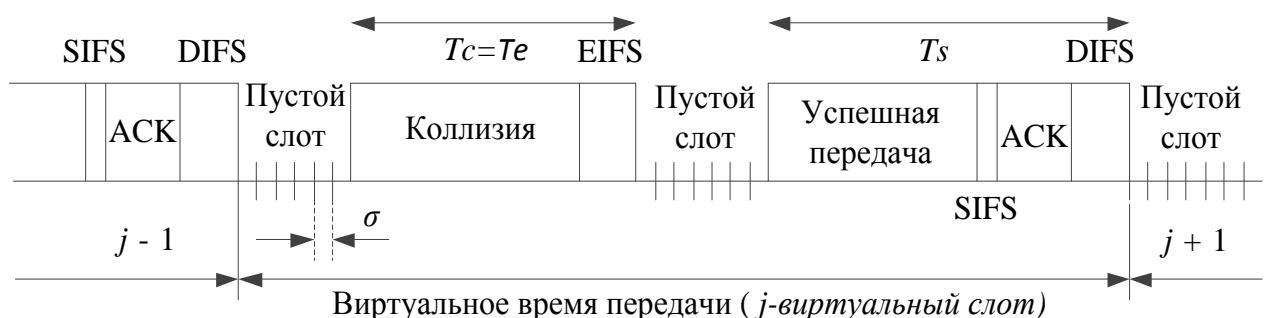 Tc=Te
Ts
SIFS
DIFS
EIFS
DIFS
ACK
Пустой слот
Коллизия
Пустой слот
Успешная передача
ACK
Пустой слот
SIFS
σ
j - 1
j + 1
Виртуальное время передачи ( j-виртуальный слот)